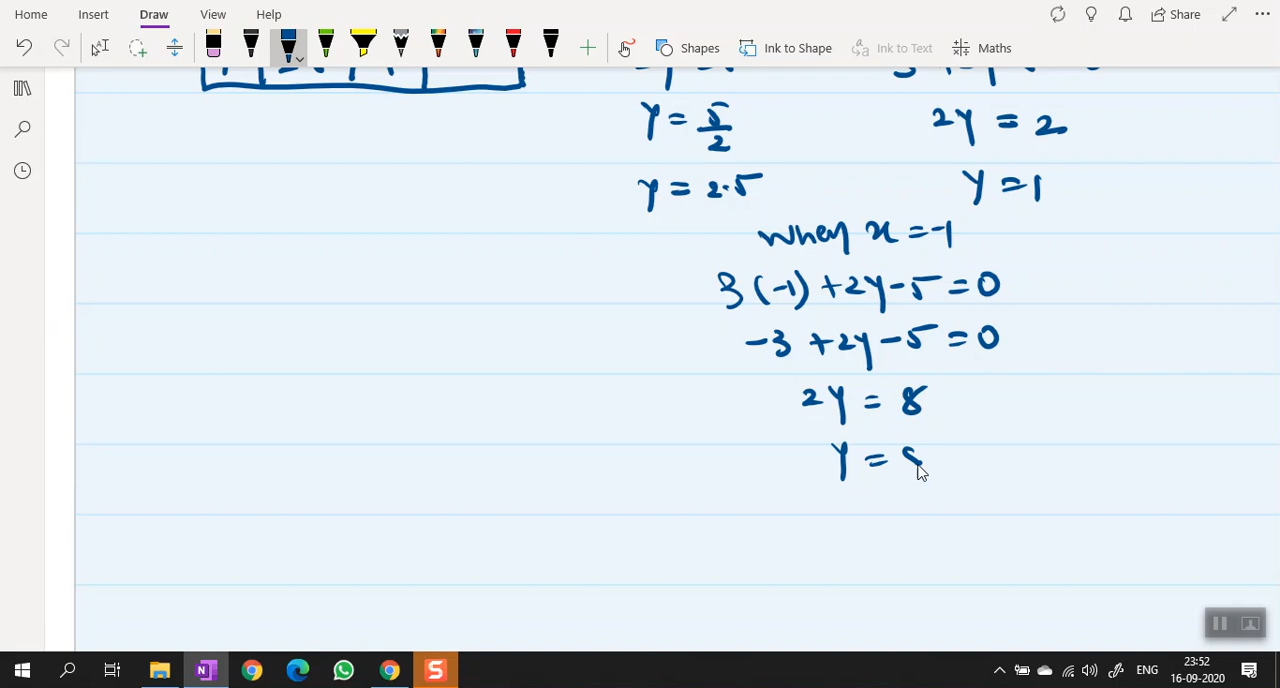 Home Insert Draw View Help Share
Shapes Ink to Shape Ink to Text Maths
y = 5/2
2y = 2
y = 2.5
y = 1
when x = -1
3(-1) + 2y - 5 = 0
-3 + 2y - 5 = 0
2y = 8
y =
ENG 23:52
16-09-2020